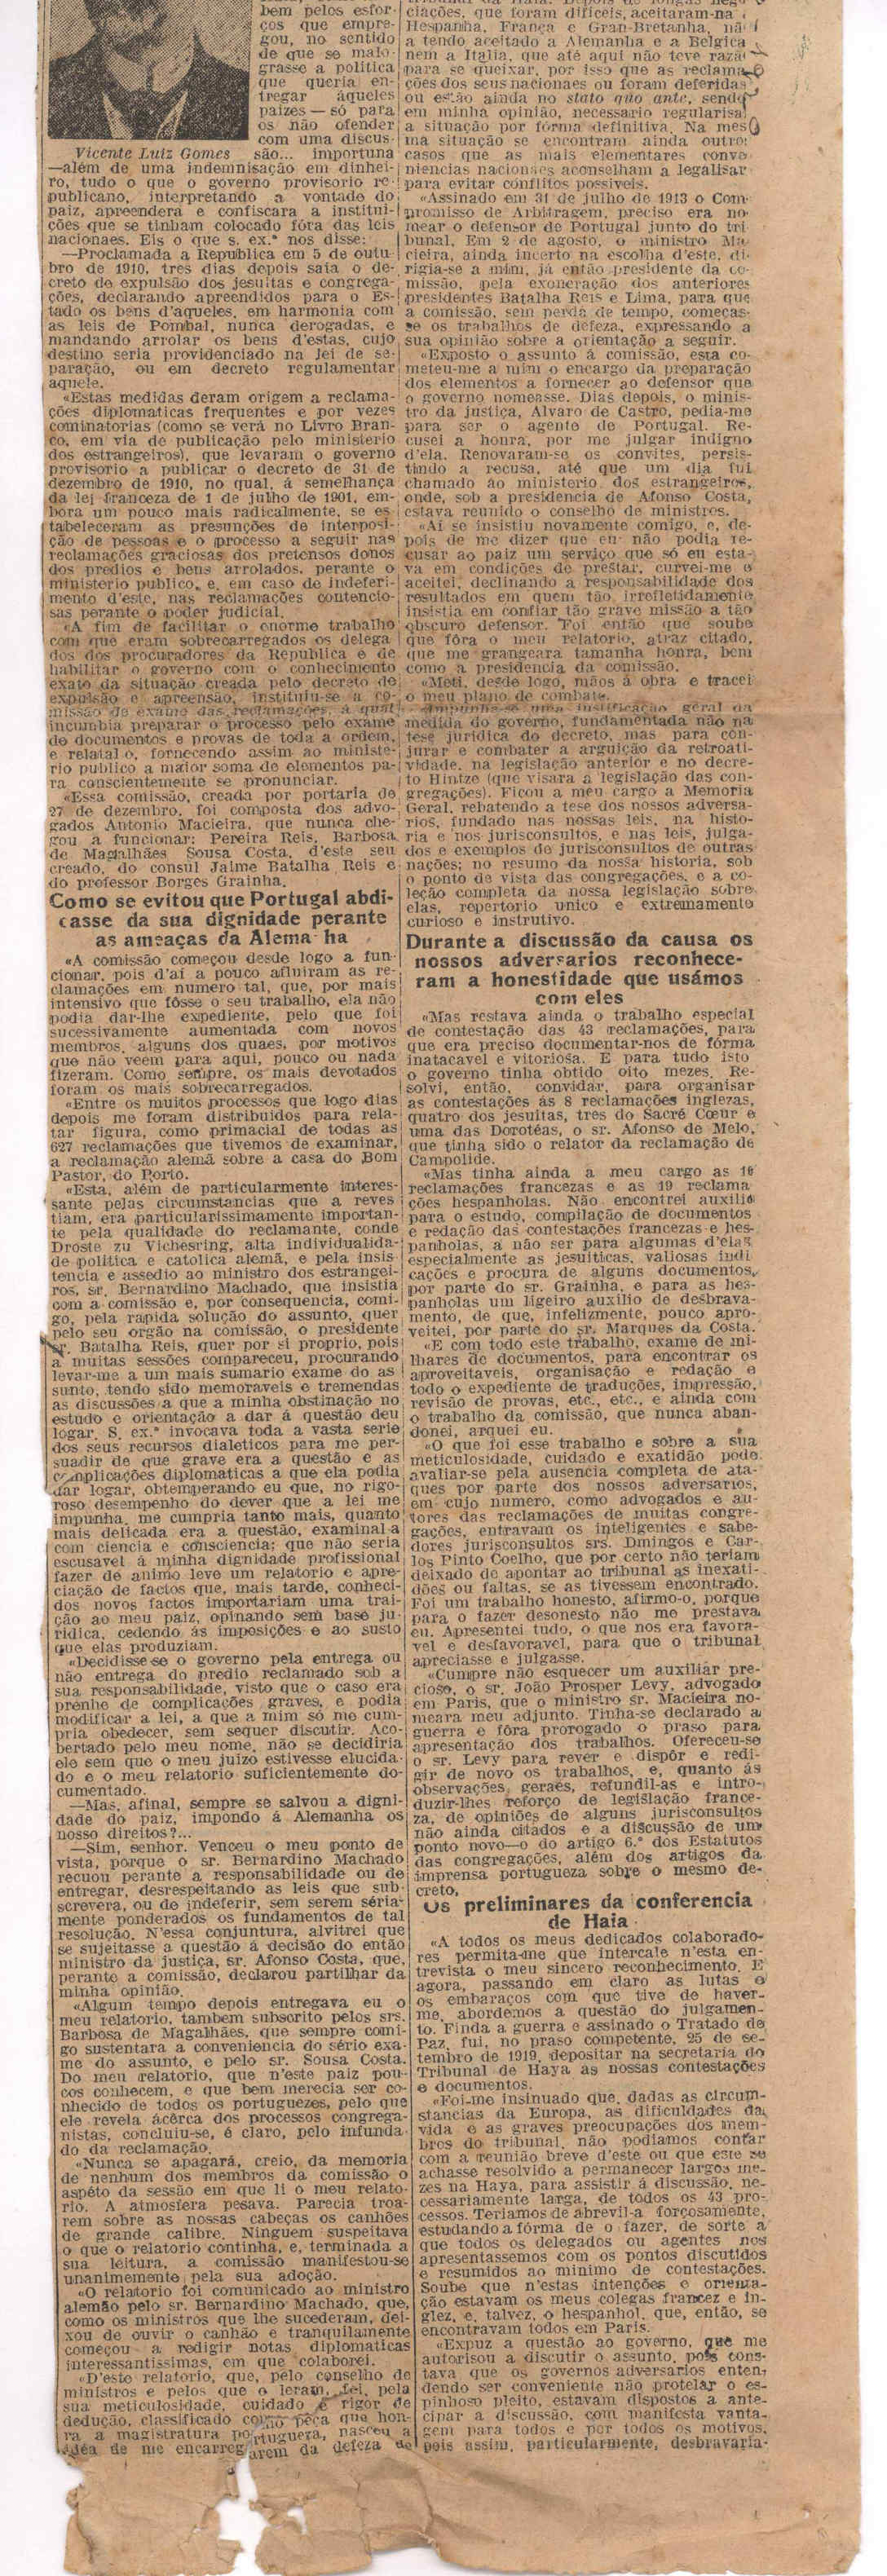 bem pelos esfor-
ços que empre-
gou, no sentido
de que se malo-
grasse a politica
que queria en-
tregar áqueles
paizes — só para
os não ofender
com uma discus-
Vicente Luiz Gomes são... importuna
—além de uma indemnisação em dinhei-
ro, tudo o que o governo provisorio re-
publicano, interpretando a vontade do
paiz, apreendera e confiscara a institui-
ções que se tinham colocado fóra das leis
nacionaes. Eis o que s. ex.ª nos disse:
—Proclamada a Republica em 5 de outu-
bro de 1910, tres dias depois saía o de-
creto de expulsão dos jesuitas e congrega-
ções, declarando apreendidos para o Es-
tado os bens d'aqueles, em harmonia com
as leis de Pombal, nunca derogadas, e
mandando arrolar os bens d'estas, cujo
destino seria providenciado na lei de se-
paração, ou em decreto regulamentar
aquele.
«Estas medidas deram origem a reclama-
ções diplomaticas frequentes e por vezes
cominatorias (como se verá no Livro Bran-
co, em via de publicação pelo ministerio
dos estrangeiros), que levaram o governo
provisorio a publicar o decreto de 31 de
dezembro de 1910, no qual, á semelhança
da lei franceza de 1 de julho de 1901, em-
bora um pouco mais radicalmente, se es-
tabeleceram as presunções de interposi-
ção de pessoas e o processo a seguir nas
reclamações graciosas dos pretensos donos
dos predios e bens arrolados, perante o
ministerio publico, e, em caso de indeferi-
mento d'este, nas reclamações contencio-
sas perante o poder judicial.
«A fim de facilitar o enorme trabalho
com que eram sobrecarregados os delega
dos dos procuradores da Republica e de
habilitar o governo com o conhecimento
exato da situação creada pelo decreto de
expulsão e apreensão, instituiu-se a co-
missão de exame das reclamações, á qual
incumbia preparar o processo pelo exame
de documentos e provas de toda a ordem,
e relatal-o, fornecendo assim ao ministe-
rio publico a maior soma de elementos pa-
ra conscientemente se pronunciar.
«Essa comissão, creada por portaria de
27 de dezembro, foi composta dos advo-
gados Antonio Macieira, que nunca che-
gou a funcionar; Pereira Reis, Barbosa
de Magalhães Sousa Costa, d'este seu
creado, do consul Jaime Batalha Reis e
do professor Borges Grainha.
Como se evitou que Portugal abdi-
casse da sua dignidade perante
as ameaças da Alema ha
«A comissão começou desde logo a fun-
cionar, pois d'aí a pouco afluiram as re-
clamações em numero tal, que, por mais
intensivo que fôsse o seu trabalho, ela não
podia dar-lhe expediente, pelo que foi
sucessivamente aumentada com novos
membros, alguns dos quaes, por motivos
que não veem para aqui, pouco ou nada
fizeram. Como sempre, os mais devotados
foram os mais sobrecarregados.
«Entre os muitos processos que logo dias
depois me foram distribuidos para rela-
tar figura, como primacial de todas as
627 reclamações que tivemos de examinar,
a reclamação alemã sobre a casa do Bom
Pastor, do Porto.
«Esta, além de particularmente interes-
sante pelas circumstancias que a reves
tiam, era particularissimamente importan-
te pela qualidade do reclamante, conde
Droste zu Vichesring, alta individualida-
de politica e catolica alemã, e pela insis
tencia e assedio ao ministro dos estrangei-
ros, sr. Bernardino Machado, que insistia
com a comissão e, por consequencia, comi-
go, pela rapida solução do assunto, quer
pelo seu orgão na comissão, o presidente
sr. Batalha Reis, quer por si proprio, pois
a muitas sessões compareceu, procurando
levar-me a um mais sumario exame do as
sunto, tendo sido memoraveis e tremendas
as discussões a que a minha obstinação no
estudo e orientação a dar á questão deu
logar. S. ex.ª invocava toda a vasta serie
dos seus recursos dialeticos para me per-
suadir de que grave era a questão e as
complicações diplomaticas a que ela podia
dar logar, obtemperando eu que, no rigo-
roso desempenho do dever que a lei me
impunha, me cumpria tanto mais, quanto
mais delicada era a questão, examinal-a
com ciencia e consciencia; que não seria
escusavel á minha dignidade profissional
fazer de animo leve um relatorio e apre-
ciação de factos que, mais tarde, conheci-
dos novos factos importariam uma trai-
ção ao meu paiz, opinando sem base ju-
ridica, cedendo ás imposições e ao susto
que elas produziam.
«Decidisse-se o governo pela entrega ou
não entrega do predio reclamado sob a
sua responsabilidade, visto que o caso era
prenhe de complicações graves, e podia
modificar a lei, a que a mim só me cum-
pria obedecer, sem sequer discutir. Aco-
bertado pelo meu nome, não se decidiria
ele sem que o meu juizo estivesse elucida-
do e o meu relatorio suficientemente do-
cumentado.
—Mas, afinal, sempre se salvou a digni-
dade do paiz, impondo á Alemanha os
nosso direitos?...
—Sim, senhor. Venceu o meu ponto de
vista, porque o sr. Bernardino Machado
recuou perante a responsabilidade ou de
entregar, desrespeitando as leis que sub-
screvera, ou de indeferir, sem serem séria-
mente ponderados os fundamentos de tal
resolução. N'essa conjuntura, alvitrei que
se sujeitasse a questão á decisão do então
ministro da justiça, sr. Afonso Costa, que,
perante a comissão, declarou partilhar da
minha opinião.
«Algum tempo depois entregava eu o
meu relatorio, tambem subscrito pelos srs.
Barbosa de Magalhães, que sempre comi-
go sustentara a conveniencia do sério exa-
me do assunto, e pelo sr. Sousa Costa.
Do meu relatorio, que n'este paiz pou-
cos conhecem, e que bem merecia ser co-
nhecido de todos os portuguezes, pelo que
ele revela ácêrca dos processos congrega-
nistas, concluiu-se, é claro, pelo infunda-
do da reclamação.
«Nunca se apagará, creio, da memoria
de nenhum dos membros da comissão o
aspéto da sessão em que li o meu relato-
rio. A atmosfera pesava. Parecia troa-
rem sobre as nossas cabeças os canhões
de grande calibre. Ninguem suspeitava
o que o relatorio continha, e, terminada a
sua leitura, a comissão manifestou-se
unanimemente pela sua adoção.
«O relatorio foi comunicado ao ministro
alemão pelo sr. Bernardino Machado, que,
como os ministros que lhe sucederam, dei-
xou de ouvir o canhão e tranquilamente
começou a redigir notas diplomaticas
interessantissimas, em que colaborei.
«D'este relatorio, que, pelo conselho de
ministros e pelos que o leram, foi, pela
sua meticulosidade, cuidado e rigor de
dedução, classificado como peça que hon-
ra a magistratura portugueza, nasceu a
idéa de me encarregarem da defeza de
ciações, que foram dificeis, aceitaram-na
Hespanha, França e Gran-Bretanha, nã
a tendo aceitado a Alemanha e a Belgica
nem a Italia, que até aqui não teve razã
para se queixar, por isso que as reclama
ções dos seus nacionaes ou foram deferidas
ou estão ainda no stato quo ante, send
em minha opinião, necessario regularisa
a situação por fórma definitiva. Na mes
ma situação se encontram ainda outro
casos que as mais elementares conve
niencias nacionaes aconselham a legalisar
para evitar conflitos possiveis.
«Assinado em 31 de julho de 1913 o Com
promisso de Arbitragem, preciso era no
mear o defensor de Portugal junto do tri
bunal. Em 2 de agosto, o ministro Ma
cieira, ainda incerto na escolha d'este, di-
rigia-se a mim, já então presidente da co-
missão, pela exoneração dos anteriores
presidentes Batalha Reis e Lima, para que
a comissão, sem perda de tempo, começas-
se os trabalhos de defeza, expressando a
sua opinião sobre a orientação a seguir.
«Exposto o assunto á comissão, esta co-
meteu-me a mim o encargo da preparação
dos elementos a fornecer ao defensor que
o governo nomeasse. Dias depois, o minis-
tro da justiça, Alvaro de Castro, pedia-me
para ser o agente de Portugal. Re-
cusei a honra, por me julgar indigno
d'ela. Renovaram-se os convites, persis-
tindo a recusa, até que um dia fui
chamado ao ministerio dos estrangeiros,
onde, sob a presidencia de Afonso Costa,
estava reunido o conselho de ministros.
«Aí se insistiu novamente comigo, e, de-
pois de me dizer que eu não podia re-
cusar ao paiz um serviço que só eu esta-
va em condições de prestar, curvei-me e
aceitei, declinando a responsabilidade dos
resultados em quem tão irrefletidamente
insistia em confiar tão grave missão a tão
obscuro defensor. Foi então que soube
que fôra o meu relatorio, atraz citado,
que me grangeara tamanha honra, bem
como a presidencia da comissão.
«Meti, desde logo, mãos á obra e tracei
o meu plano de combate.
«Impunha-se uma justificação geral da
medida do governo, fundamentada não na
tese juridica do decreto, mas para con-
jurar e combater a arguição da retroati-
vidade, na legislação anterior e no decre-
to Hintze (que visara a legislação das con-
gregações). Ficou a meu cargo a Memoria
Geral, rebatendo a tese dos nossos adversa-
rios, fundado nas nossas leis, na histo-
ria e nos jurisconsultos, e nas leis, julga-
dos e exemplos de jurisconsultos de outras
nações; no resumo da nossa historia, sob
o ponto de vista das congregações, e a co-
leção completa da nossa legislação sobre
elas, repertorio unico e extremamente
curioso e instrutivo.
Durante a discussão da causa os
nossos adversarios reconhece-
ram a honestidade que usámos
com eles
«Mas restava ainda o trabalho especial
de contestação das 43 reclamações, para
que era preciso documentar-nos de fórma
inatacavel e vitoriosa. E para tudo isto
o governo tinha obtido oito mezes. Re-
solvi, então, convidar, para organisar
as contestações ás 8 reclamações inglezas,
quatro dos jesuitas, tres do Sacré Cœur e
uma das Dorotéas, o sr. Afonso de Melo,
que tinha sido o relator da reclamação de
Campolide.
«Mas tinha ainda a meu cargo as 16
reclamações francezas e as 19 reclama
ções hespanholas. Não encontrei auxilio
para o estudo, compilação de documentos
e redação das contestações francezas e hes-
panholas, a não ser para algumas d'elas,
especialmente as jesuiticas, valiosas indi
cações e procura de alguns documentos,
por parte do sr. Grainha, e para as hes-
panholas um ligeiro auxilio de desbrava-
mento, de que, infelizmente, pouco apro-
veitei, por parte do sr. Marques da Costa.
«E com todo este trabalho, exame de mi-
lhares de documentos, para encontrar os
aproveitaveis, organisação e redação e
todo o expediente de traduções, impressão,
revisão de provas, etc., etc., e ainda com
o trabalho da comissão, que nunca aban-
donei, arquei eu.
«O que foi esse trabalho e sobre a sua
meticulosidade, cuidado e exatidão pode
avaliar-se pela ausencia completa de ata-
ques por parte dos nossos adversarios,
em cujo numero, como advogados e au-
tores das reclamações de muitas congre-
gações, entravam os inteligentes e sabe-
dores jurisconsultos srs. Dmingos e Car-
los Pinto Coelho, que por certo não teriam
deixado de apontar ao tribunal as inexati-
dões ou faltas, se as tivessem encontrado.
Foi um trabalho honesto, afirmo-o, porque
para o fazer desonesto não me prestava
eu. Apresentei tudo, o que nos era favora-
vel e desfavoravel, para que o tribunal
apreciasse e julgasse.
«Cumpre não esquecer um auxiliar pre-
cioso, o sr. João Prosper Levy, advogado
em Paris, que o ministro sr. Macieira no-
meara meu adjunto. Tinha-se declarado a
guerra e fôra prorogado o praso para
apresentação dos trabalhos. Ofereceu-se
o sr. Levy para rever e dispôr e redi-
gir de novo os trabalhos, e, quanto ás
observações geraes, refundil-as e intro-
duzir-lhes reforço de legislação france-
za, de opiniões de alguns jurisconsultos
não ainda citados e a discussão de um
ponto novo—o do artigo 6.º dos Estatutos
das congregações, além dos artigos da
imprensa portugueza sobre o mesmo de-
creto.
Os preliminares da conferencia
de Haia
«A todos os meus dedicados colaborado-
res permita-me que intercale n'esta en-
trevista o meu sincero reconhecimento. E
agora, passando em claro as lutas e
os embaraços com que tive de haver-
me, abordemos a questão do julgamen-
to. Finda a guerra e assinado o Tratado de
Paz, fui, no praso competente, 25 de se-
tembro de 1919, depositar na secretaria do
Tribunal de Haya as nossas contestações
e documentos.
«Foi-me insinuado que, dadas as circum-
stancias da Europa, as dificuldades da
vida e as graves preocupações dos mem-
bros do tribunal, não podiamos contar
com a reunião breve d'este ou que este se
achasse resolvido a permanecer largos me-
zes na Haya, para assistir á discussão, ne-
cessariamente larga, de todos os 43 pro-
cessos. Teriamos de abrevil-a forçosamente,
estudando a fórma de o fazer, de sorte a
que todos os delegados ou agentes nos
apresentassemos com os pontos discutidos
e resumidos ao minimo de contestações.
Soube que n'estas intenções e orienta-
ção estavam os meus colegas francez e in-
glez, e, talvez, o hespanhol, que, então, se
encontravam todos em Paris.
«Expuz a questão ao governo, que me
autorisou a discutir o assunto, pois cons-
tava que os governos adversarios enten-
dendo ser conveniente não protelar o es-
pinhoso pleito, estavam dispostos a ante-
cipar a discussão, com manifesta vanta-
gem para todos e por todos os motivos,
pois assim, particularmente, desbravaria-